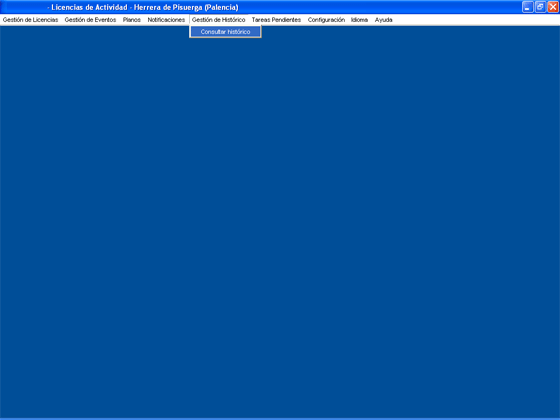 - Licencias de Actividad - Herrera de Pisuerga (Palencia)
Gestión de Licencias Gestión de Eventos Planos Notificaciones Gestión de Histórico Tareas Pendientes Configuración Idioma Ayuda
Consultar histórico